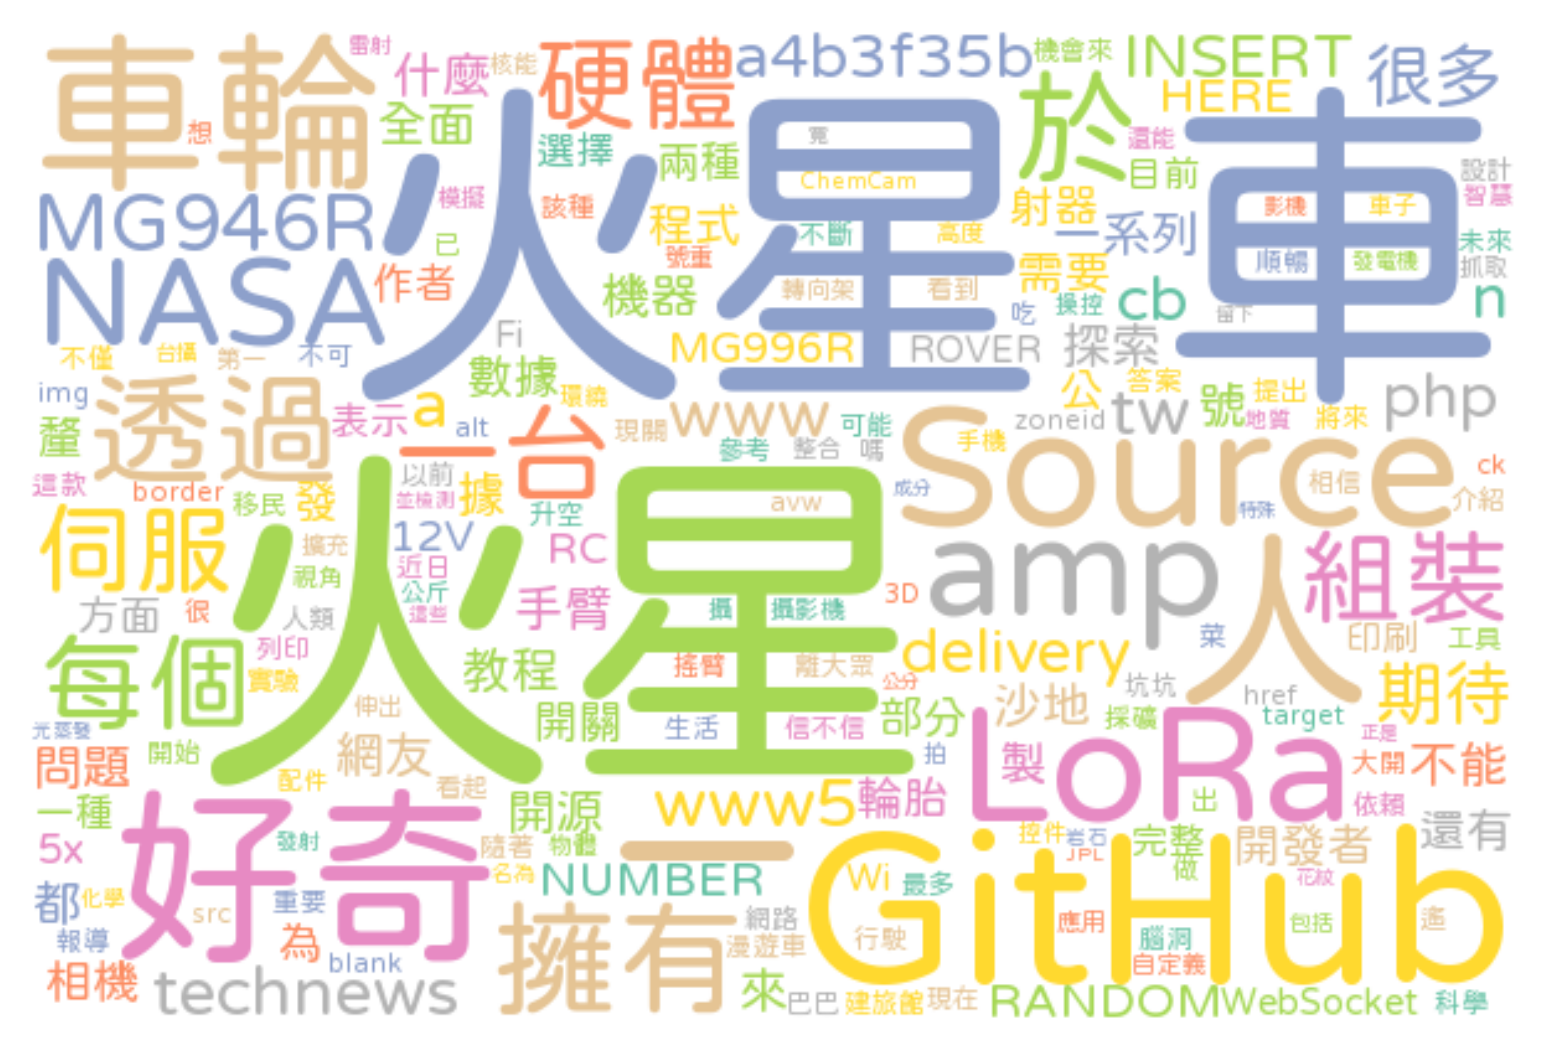 車輪
雷射
什麼
核能
硬體
a4b3f35b
機會來
INSERT
HERE
很多
想
全面
選擇
兩種
火星車
寬
ChemCam
於
還能
目前
設計
智慧
MG946R
模擬
該種
程式
已
號重
不斷
高度
射器
一系列
影機
車子
未來
NASA
作者
機器
轉向架
看到
需要
順暢
發電機
抓取
吃
操控
cb
留下
n
不僅
台攝
第一
不可
Fi
MG996R
ROVER
探索
img
透過
數據
環繞
公
答案
提出
php
釐
表示
a
alt
一台
現關
www
可能
Source
zoneid
tw
號
地質
將來
手機
參考
整合
嗎
這款
border
移民
發
以前
並檢測
據
升空
avw
成分
特殊
相信
ck
介紹
伺服
擴充
12V
RC
火星
amp
人
組裝
視角
近日
公斤
這些
手臂
攝
攝影機
3D
方面
很
人類
菜
印刷
工具
每個
列印
實驗
教程
搖臂
離大眾
delivery
公分
坑坑
href
期待
伸出
沙地
採礦
target
光蒸發
開關
生活
信不信
部分
LoRa
正是
問題
開始
網友
拍
製
大開
不能
配件
看起
一種
好奇
開源
www5
輪胎
出
依賴
還有
5x
發射
隨著
物體
一
GitHub
控件
岩石
JPL
完整
開發者
做
都
化學
名為
NUMBER
Wi
最多
花紋
src
重要
擁有
網路
報導
為
漫遊車
行駛
應用
腦洞
包括
遙
blank
自定義
相機
technews
來
巴巴
建旅館
現在
RANDOM
WebSocket
科學